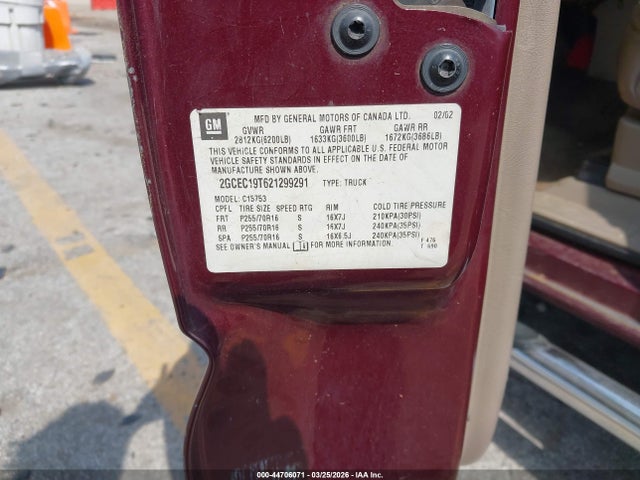 GM
MFD BY GENERAL MOTORS OF CANADA LTD. 02/02
GVWR GAWR FRT GAWR RR
2812KG(6200LB) 1633KG(3600LB) 1672KG(3686LB)
THIS VEHICLE CONFORMS TO ALL APPLICABLE U.S. FEDERAL MOTOR
VEHICLE SAFETY STANDARDS IN EFFECT ON THE DATE OF
MANUFACTURE SHOWN ABOVE.
2GCEC19T621299291 TYPE: TRUCK
MODEL: C15753
CPFL TIRE SIZE SPEED RTG RIM COLD TIRE PRESSURE
FRT P255/70R16 S 16X7J 210KPA(30PSI)
RR P255/70R16 S 16X7J 240KPA(35PSI)
SPA P255/70R16 S 16X6.5J 240KPA(35PSI)
SEE OWNER'S MANUAL FOR MORE INFORMATION.
F 476
000-44706071 - 03/25/2026 - IAA Inc.